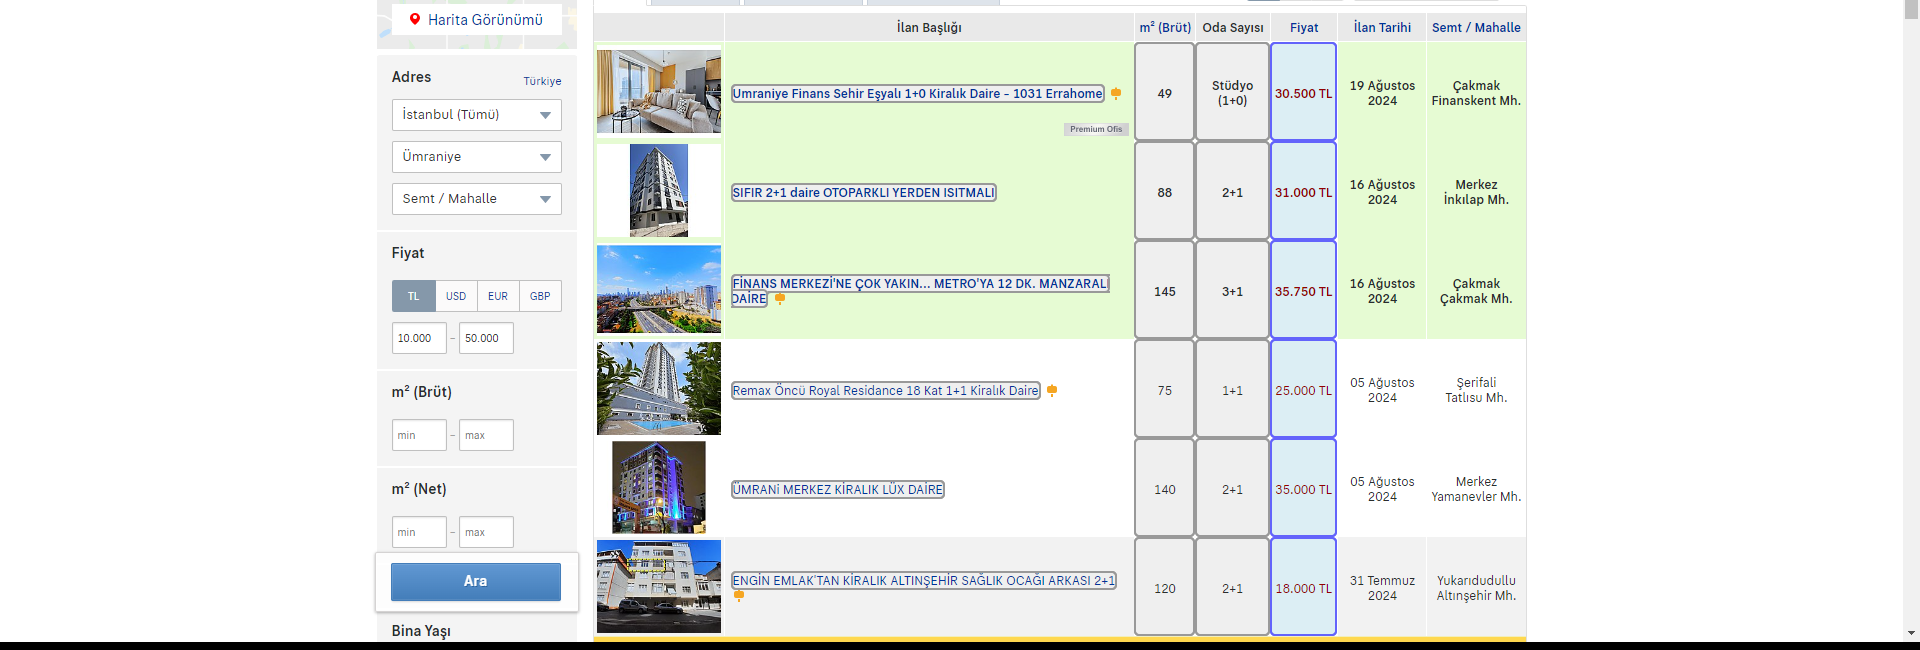 Harita Görünümü
Adres
Türkiye
İstanbul (Tümü)
Ümraniye
Semt / Mahalle
Fiyat
TL USD EUR GBP
10.000 - 50.000
m² (Brüt)
min - max
m² (Net)
min - max
Ara
Bina Yaşı
İlan Başlığı m² (Brüt) Oda Sayısı Fiyat İlan Tarihi Semt / Mahalle
Umraniye Finans Sehir Eşyalı 1+0 Kiralık Daire - 1031 Errahome
Premium Ofis
49
Stüdyo
(1+0)
30.500 TL
19 Ağustos
2024
Çakmak
Finanskent Mh.
SIFIR 2+1 daire OTOPARKLI YERDEN ISITMALI
88
2+1
31.000 TL
16 Ağustos
2024
Merkez
İnkılap Mh.
FİNANS MERKEZİ'NE ÇOK YAKIN... METRO'YA 12 DK. MANZARALI
DAİRE
145
3+1
35.750 TL
16 Ağustos
2024
Çakmak
Çakmak Mh.
Remax Öncü Royal Residance 18 Kat 1+1 Kiralık Daire
75
1+1
25.000 TL
05 Ağustos
2024
Şerifali
Tatlısu Mh.
ÜMRANi MERKEZ KİRALIK LÜX DAİRE
140
2+1
35.000 TL
05 Ağustos
2024
Merkez
Yamanevler Mh.
ENGİN EMLAK'TAN KİRALIK ALTINŞEHİR SAĞLIK OCAĞI ARKASI 2+1
120
2+1
18.000 TL
31 Temmuz
2024
Yukarıdudullu
Altınşehir Mh.